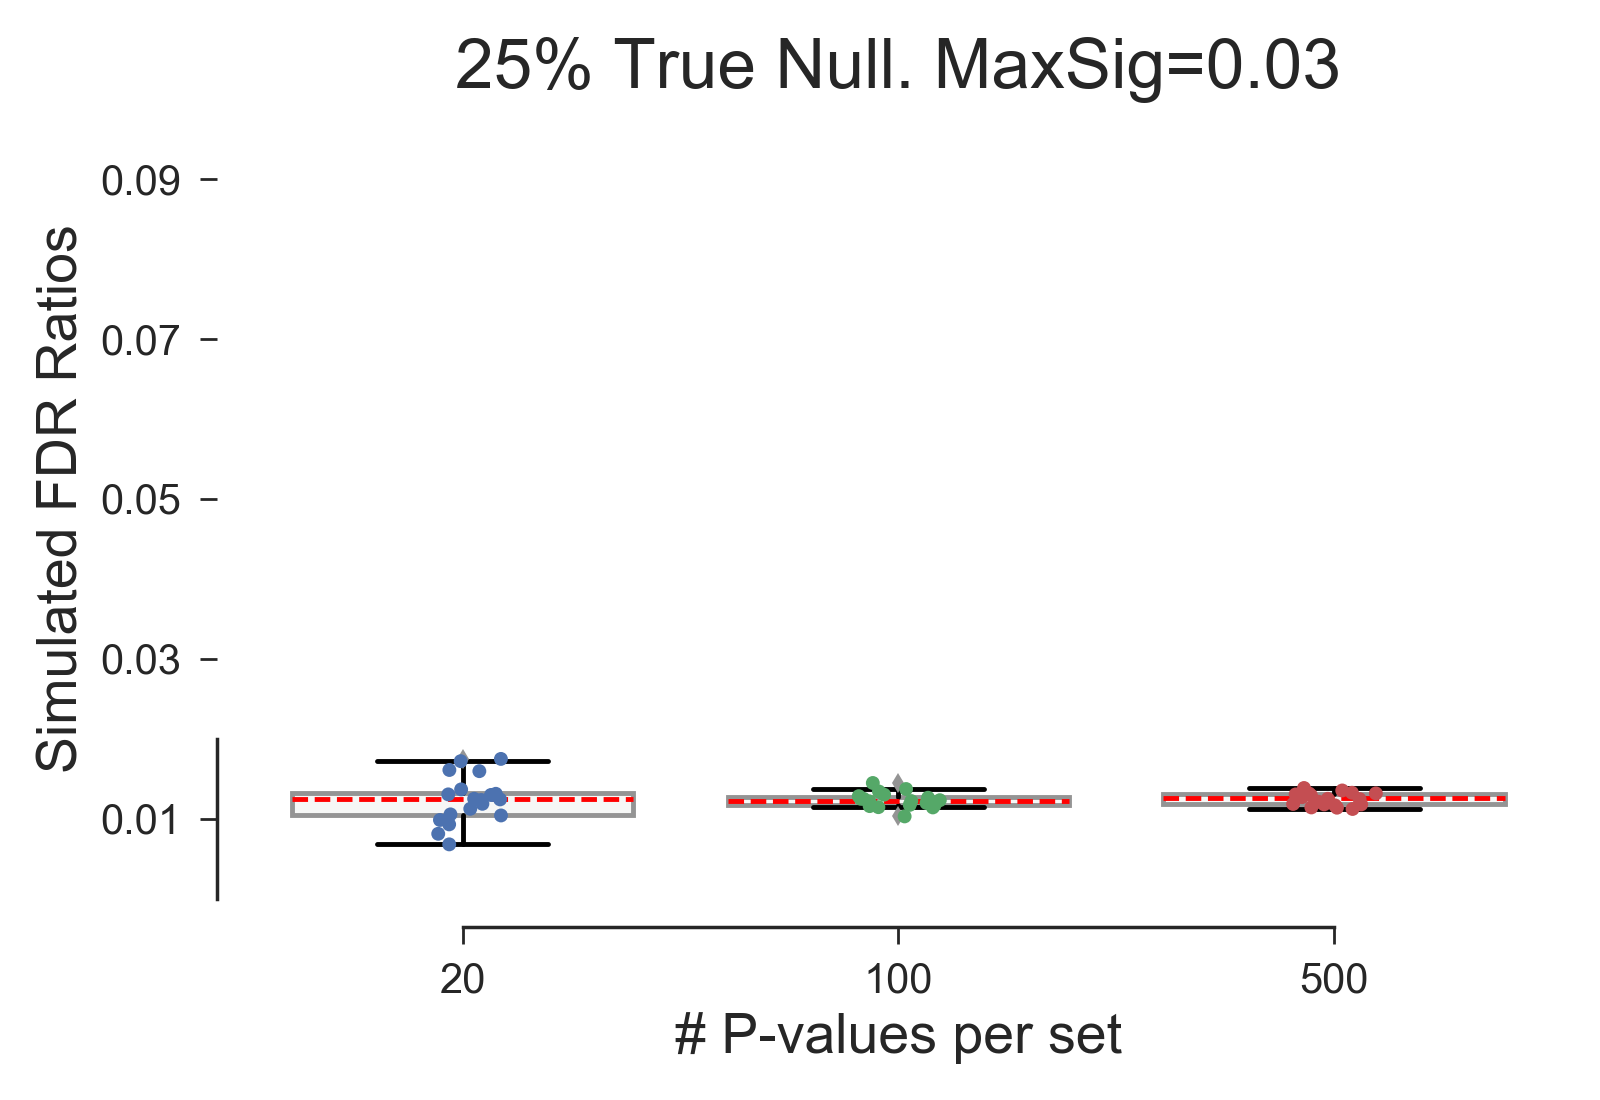 25% True Null. MaxSig=0.03
Simulated FDR Ratios
0.09
0.07
0.05
0.03
0.01
20 100 500
# P-values per set